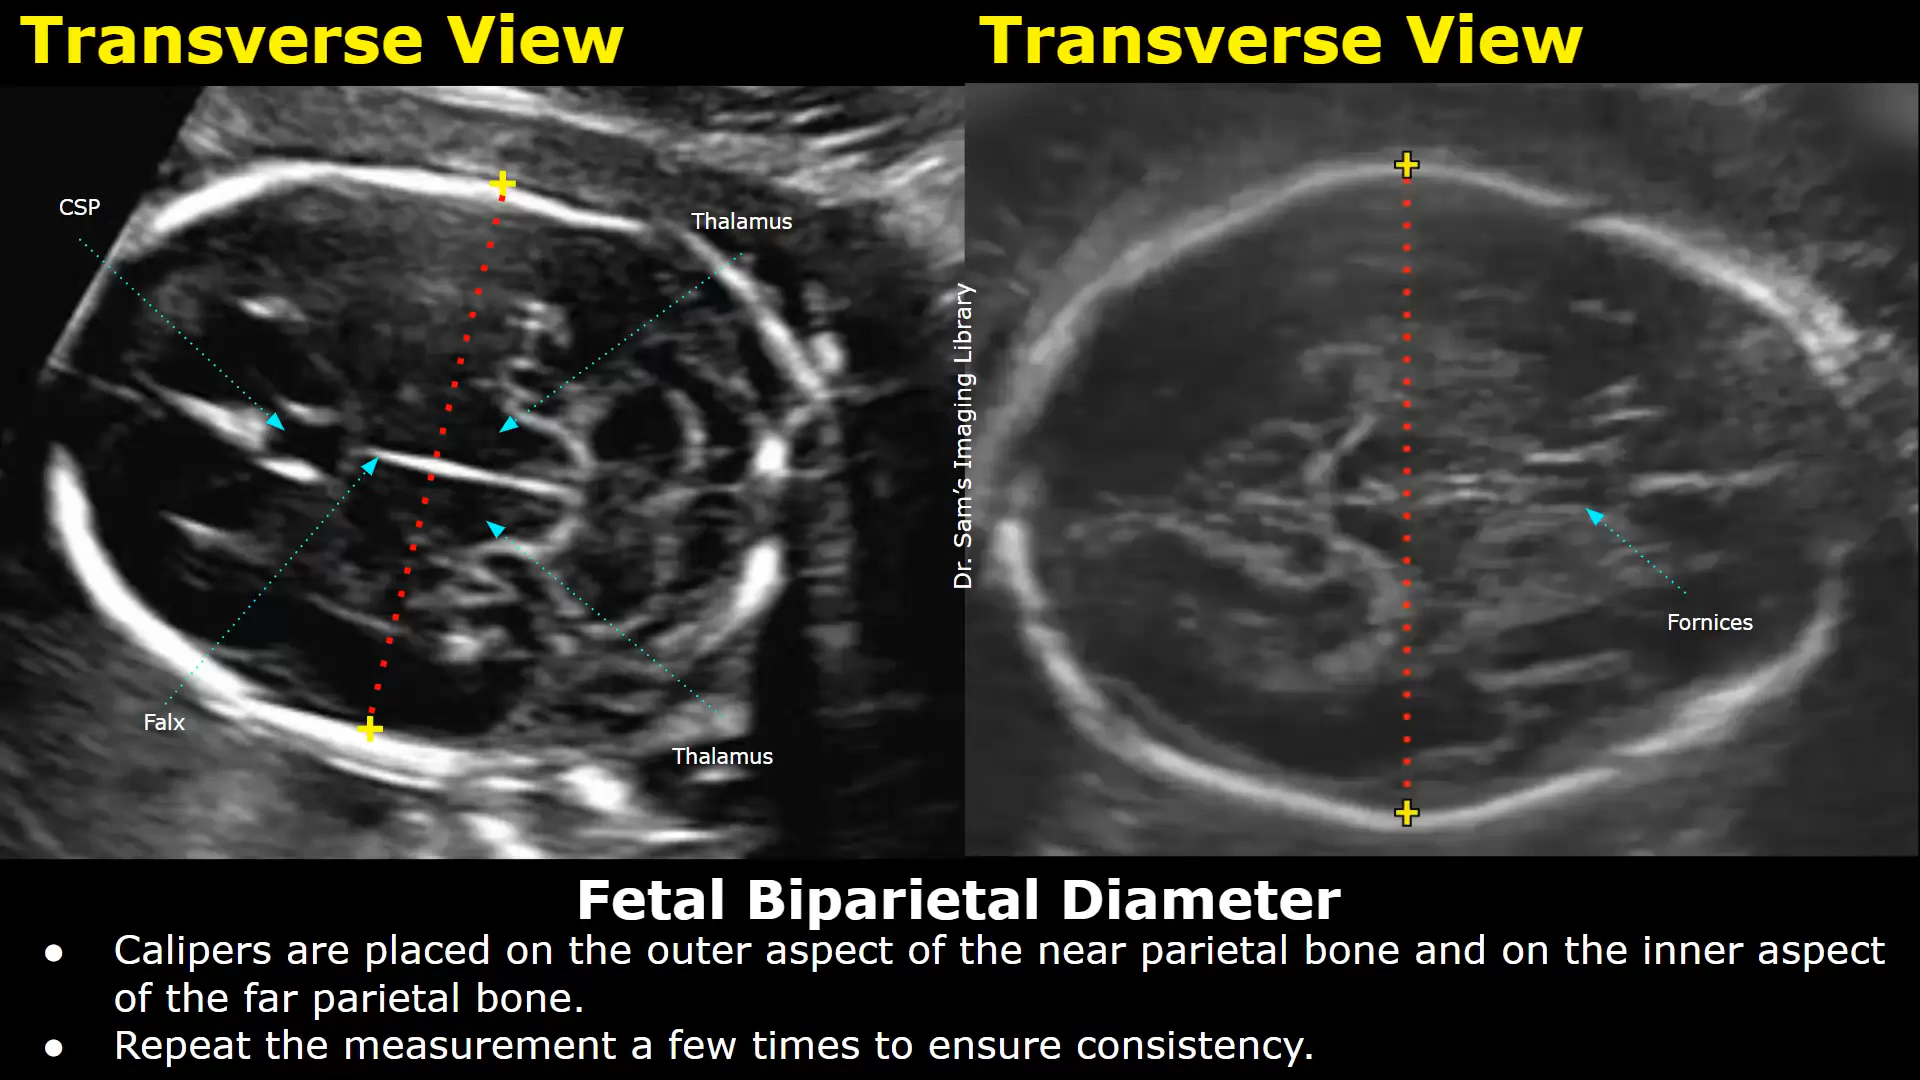 Transverse View
Transverse View
CSP
Thalamus
Dr. Sam's Imaging Library
Fornices
Falx
Thalamus
Fetal Biparietal Diameter
● Calipers are placed on the outer aspect of the near parietal bone and on the inner aspect
of the far parietal bone.
● Repeat the measurement a few times to ensure consistency.